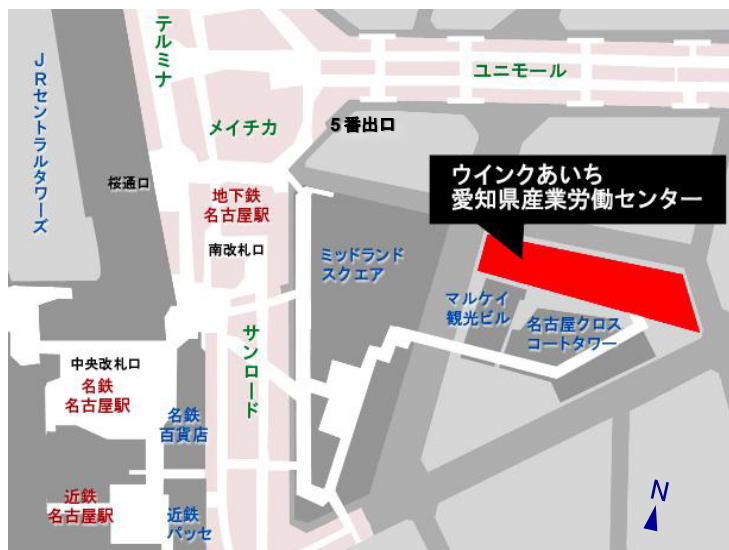 テルミナ
ユニモール
JRセントラルタワーズ
メイチカ
5番出口
ウインクあいち
愛知県産業労働センター
桜通口
地下鉄
名古屋駅
南改札口
ミッドランド
スクエア
マルケイ
観光ビル
名古屋クロス
コートタワー
サンロード
中央改札口
名鉄
名古屋駅
名鉄
百貨店
近鉄
名古屋駅
近鉄
パッセ
N